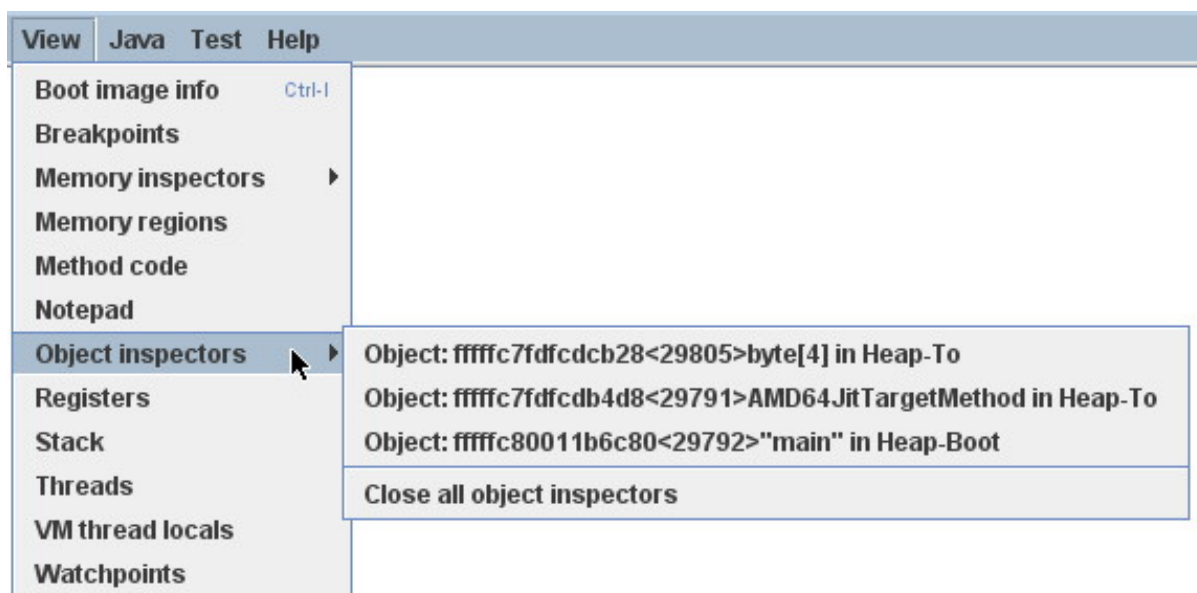 View Java Test Help
Boot image info Ctrl-I
Breakpoints
Memory inspectors
Memory regions
Method code
Notepad
Object inspectors
Registers
Stack
Threads
VM thread locals
Watchpoints
Object: fffffc7fdfcdcb28<29805>byte[4] in Heap-To
Object: fffffc7fdfcdb4d8<29791>AMD64JitTargetMethod in Heap-To
Object: fffffc80011b6c80<29792>"main" in Heap-Boot
Close all object inspectors